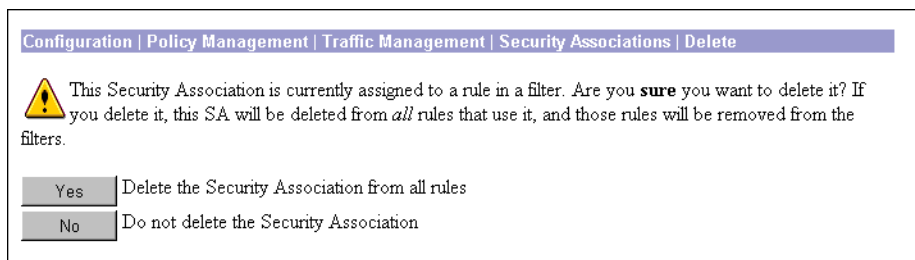 Configuration | Policy Management | Traffic Management | Security Associations | Delete
This Security Association is currently assigned to a rule in a filter. Are you sure you want to delete it? If
you delete it, this SA will be deleted from all rules that use it, and those rules will be removed from the
filters.
Yes Delete the Security Association from all rules
No Do not delete the Security Association